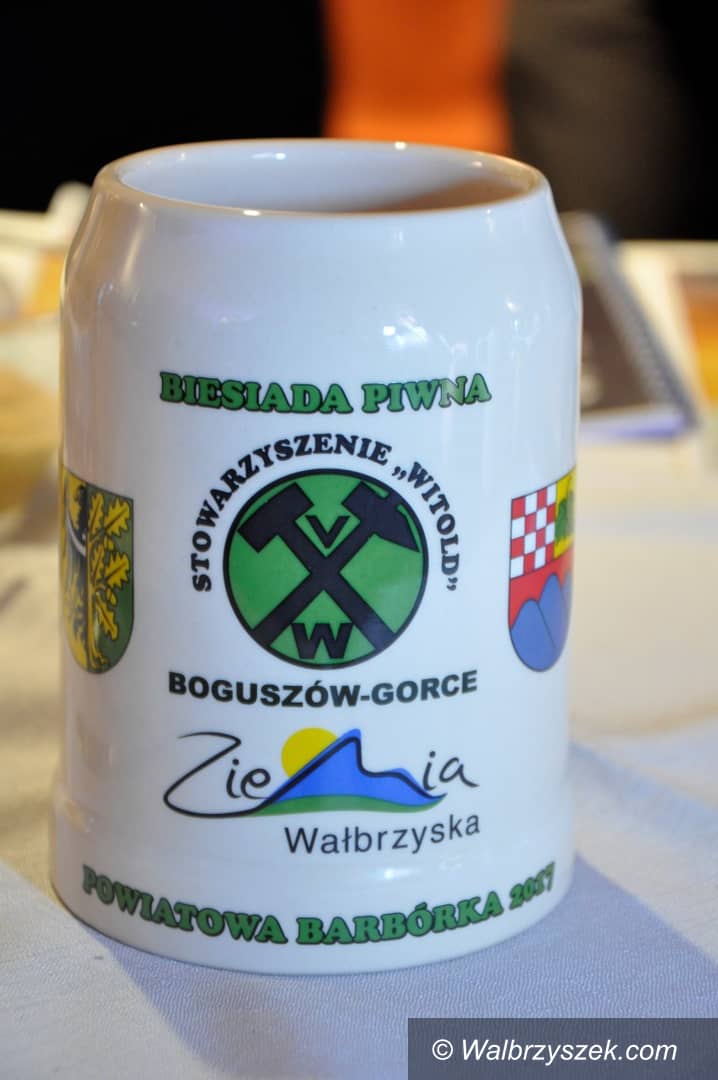 BIESIADA PIWNA
STOWARZYSZENIE „WITOLD”
V
W
BOGUSZÓW-GORCE
Ziemia
Wałbrzyska
POWIATOWA BARBÓRKA 2017
© Walbrzyszek.com